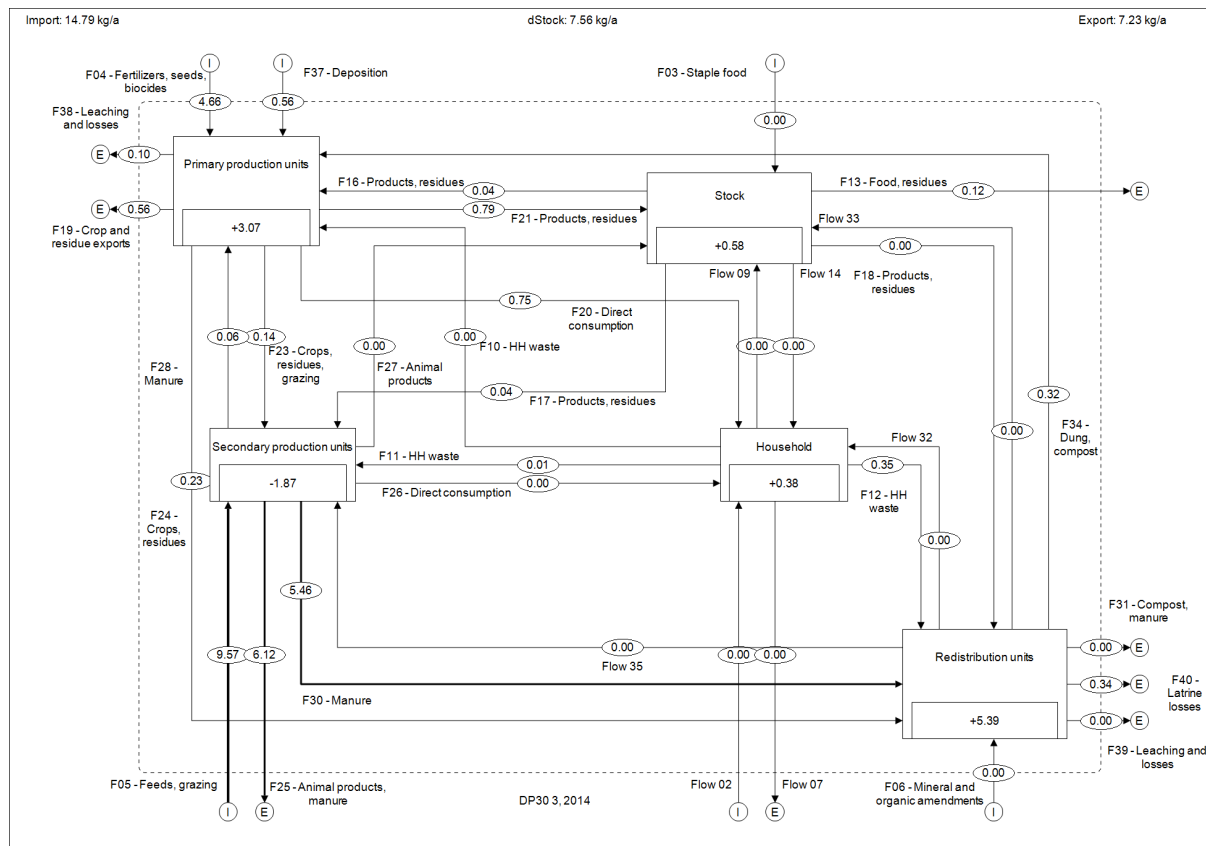 Import: 14.79 kg/a
dStock: 7.56 kg/a
Export: 7.23 kg/a
I
I
I
F04 - Fertilizers, seeds,
biocides
F37 - Deposition
F03 - Staple food
4.66
0.56
0.00
F38 - Leaching
and losses
E
0.10
Primary production units
F16 - Products, residues
0.04
Stock
F13 - Food, residues
0.12
E
E
0.56
0.79
F21 - Products, residues
Flow 33
F19 - Crop and
residue exports
+3.07
+0.58
0.00
Flow 09
Flow 14
F18 - Products,
residues
0.75
F20 - Direct
consumption
0.06
0.14
0.00
0.00
0.00
0.00
F23 - Crops,
residues,
grazing
F10 - HH waste
F28 -
Manure
F27 - Animal
products
0.04
F17 - Products, residues
0.32
F34 -
Dung,
compost
0.00
Secondary production units
Household
Flow 32
F11 - HH waste
0.01
0.35
0.23
-1.87
0.00
F26 - Direct consumption
+0.38
F12 - HH
waste
F24 -
Crops,
residues
0.00
5.46
F31 - Compost,
manure
9.57
6.12
0.00
Flow 35
0.00
0.00
Redistribution units
0.00
E
F30 - Manure
0.34
E
F40 -
Latrine
losses
+5.39
0.00
E
F39 - Leaching and
losses
0.00
F05 - Feeds, grazing
F25 - Animal products,
manure
Flow 02
Flow 07
F06 - Mineral and
organic amendments
DP30 3, 2014
I
E
I
E
I